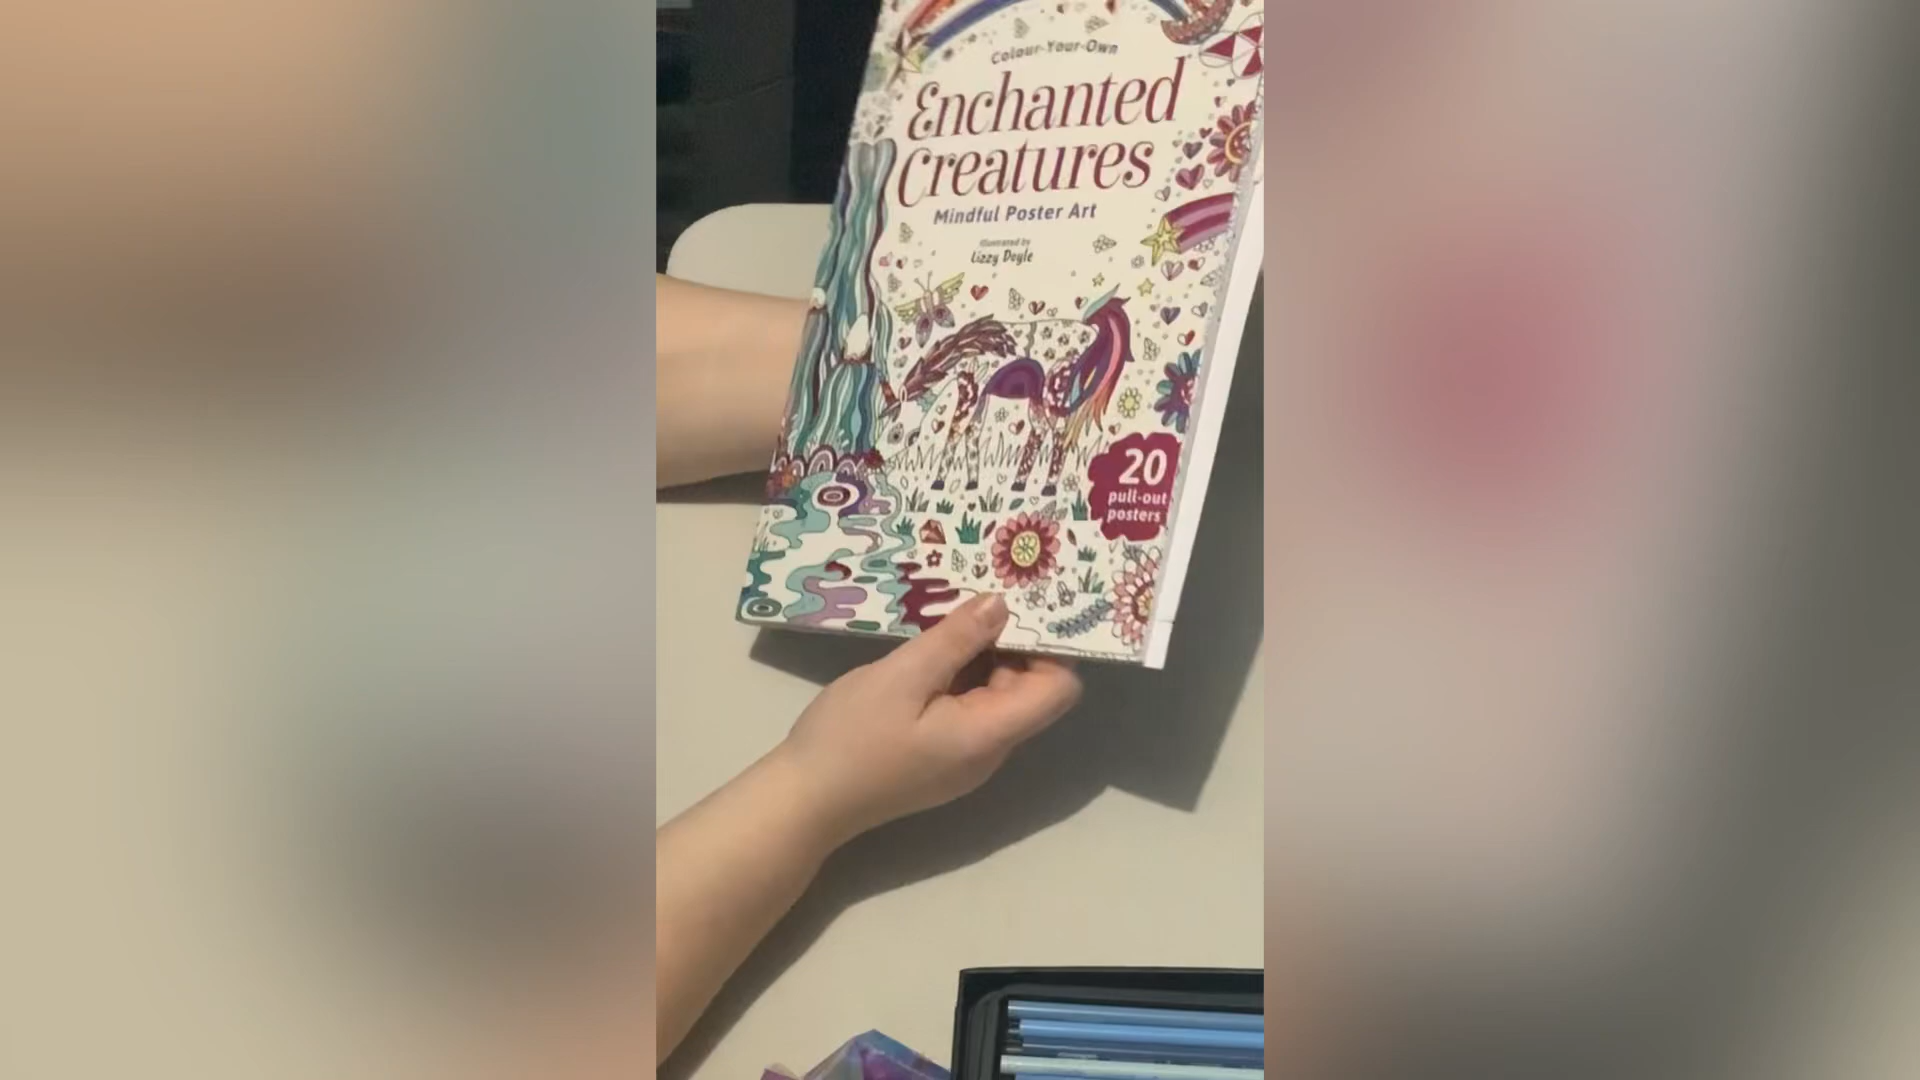 Colour-Your-Own
Enchanted
Creatures
Mindful Poster Art
Illustrated by
Lizzy Doyle
20
pull-out
posters